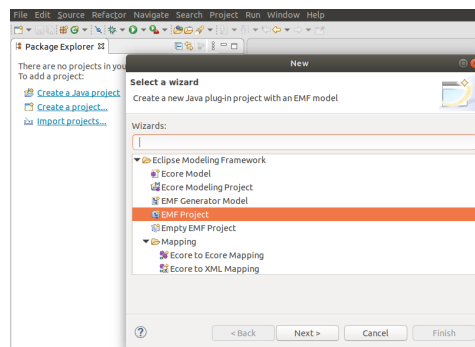 File Edit Source Refactor Navigate Search Project Run Window Help
Package Explorer
There are no projects in you
To add a project:
Create a Java project
Create a project...
Import projects...
New
Select a wizard
Create a new Java plug-in project with an EMF model
Wizards:
Eclipse Modeling Framework
Ecore Model
Ecore Modeling Project
EMF Generator Model
EMF Project
Empty EMF Project
Mapping
Ecore to Ecore Mapping
Ecore to XML Mapping
?
< Back
Next >
Cancel
Finish